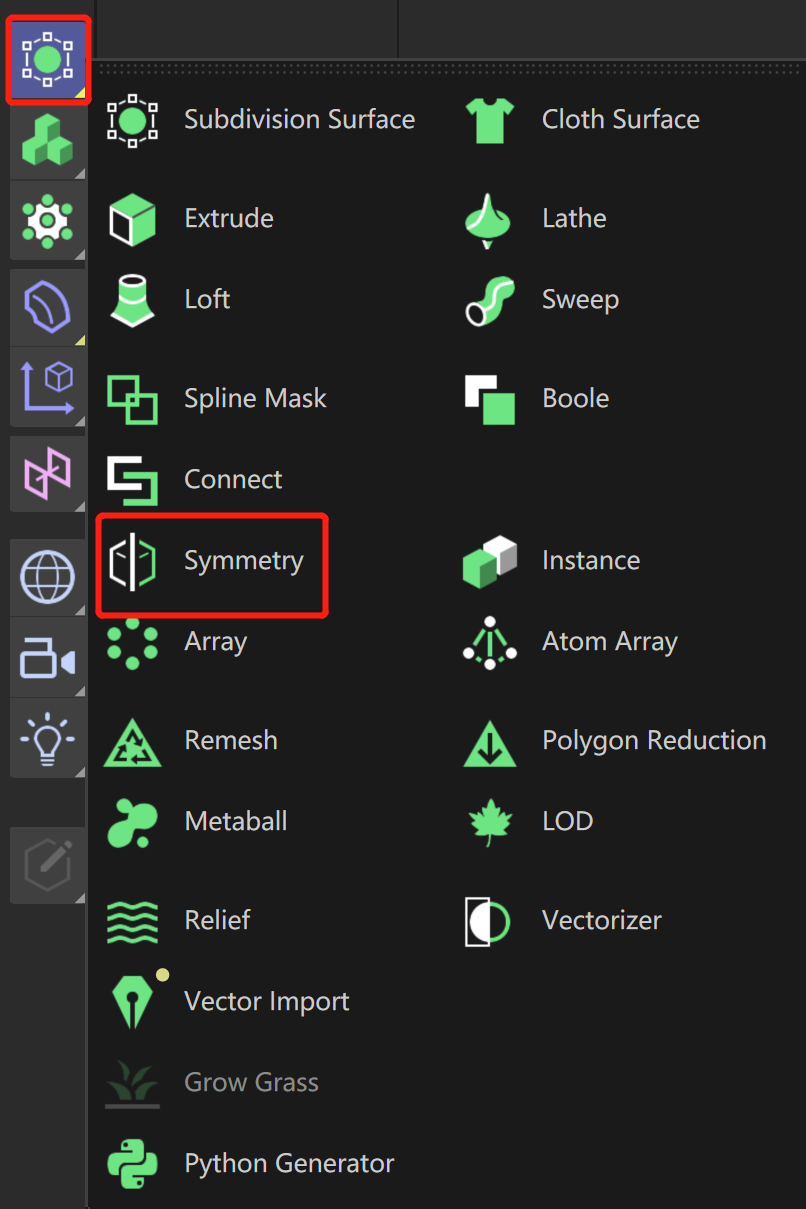 Subdivision Surface
Cloth Surface
Extrude
Lathe
Loft
Sweep
Spline Mask
Boole
Connect
Symmetry
Instance
Array
Atom Array
Remesh
Polygon Reduction
Metaball
LOD
Relief
Vectorizer
Vector Import
Grow Grass
Python Generator